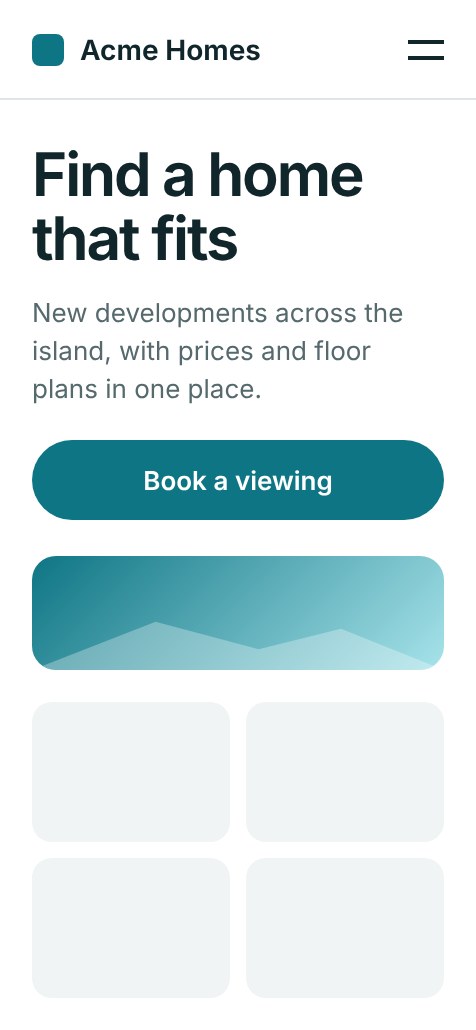 Acme Homes
Find a home
that fits
New developments across the
island, with prices and floor
plans in one place.
Book a viewing